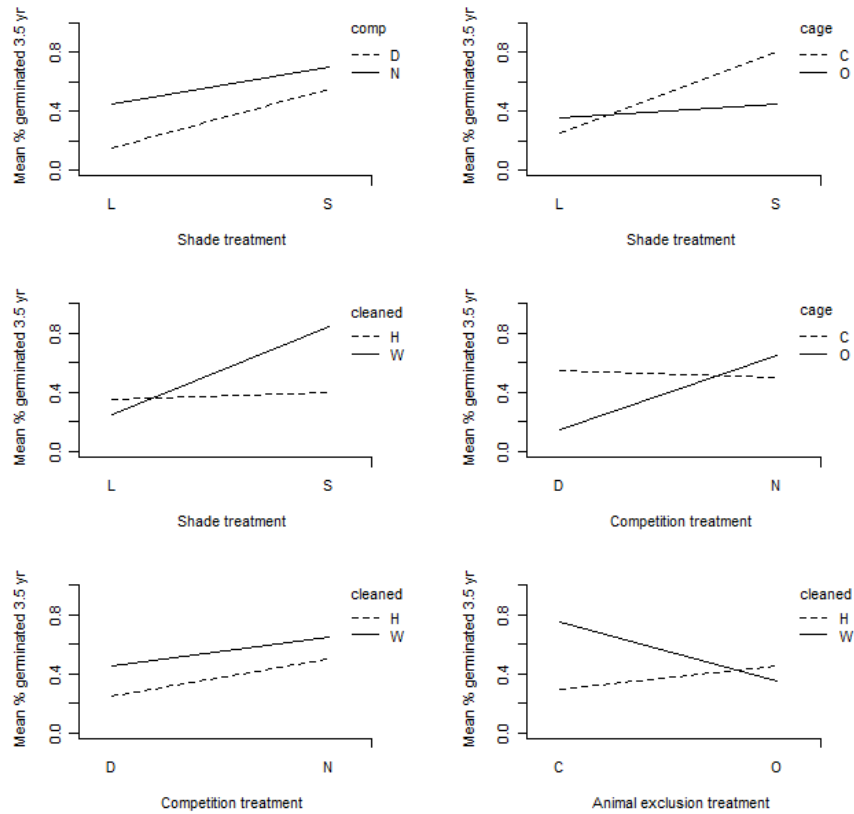 Mean % germinated 3.5 yr
0.8
0.4
0.0
comp
D
N
L S
Shade treatment
Mean % germinated 3.5 yr
0.8
0.4
0.0
cage
C
O
L S
Shade treatment
Mean % germinated 3.5 yr
0.8
0.4
0.0
cleaned
H
W
L S
Shade treatment
Mean % germinated 3.5 yr
0.8
0.4
0.0
cage
C
O
D N
Competition treatment
Mean % germinated 3.5 yr
0.8
0.4
0.0
cleaned
H
W
D N
Competition treatment
Mean % germinated 3.5 yr
0.8
0.4
0.0
cleaned
H
W
C O
Animal exclusion treatment